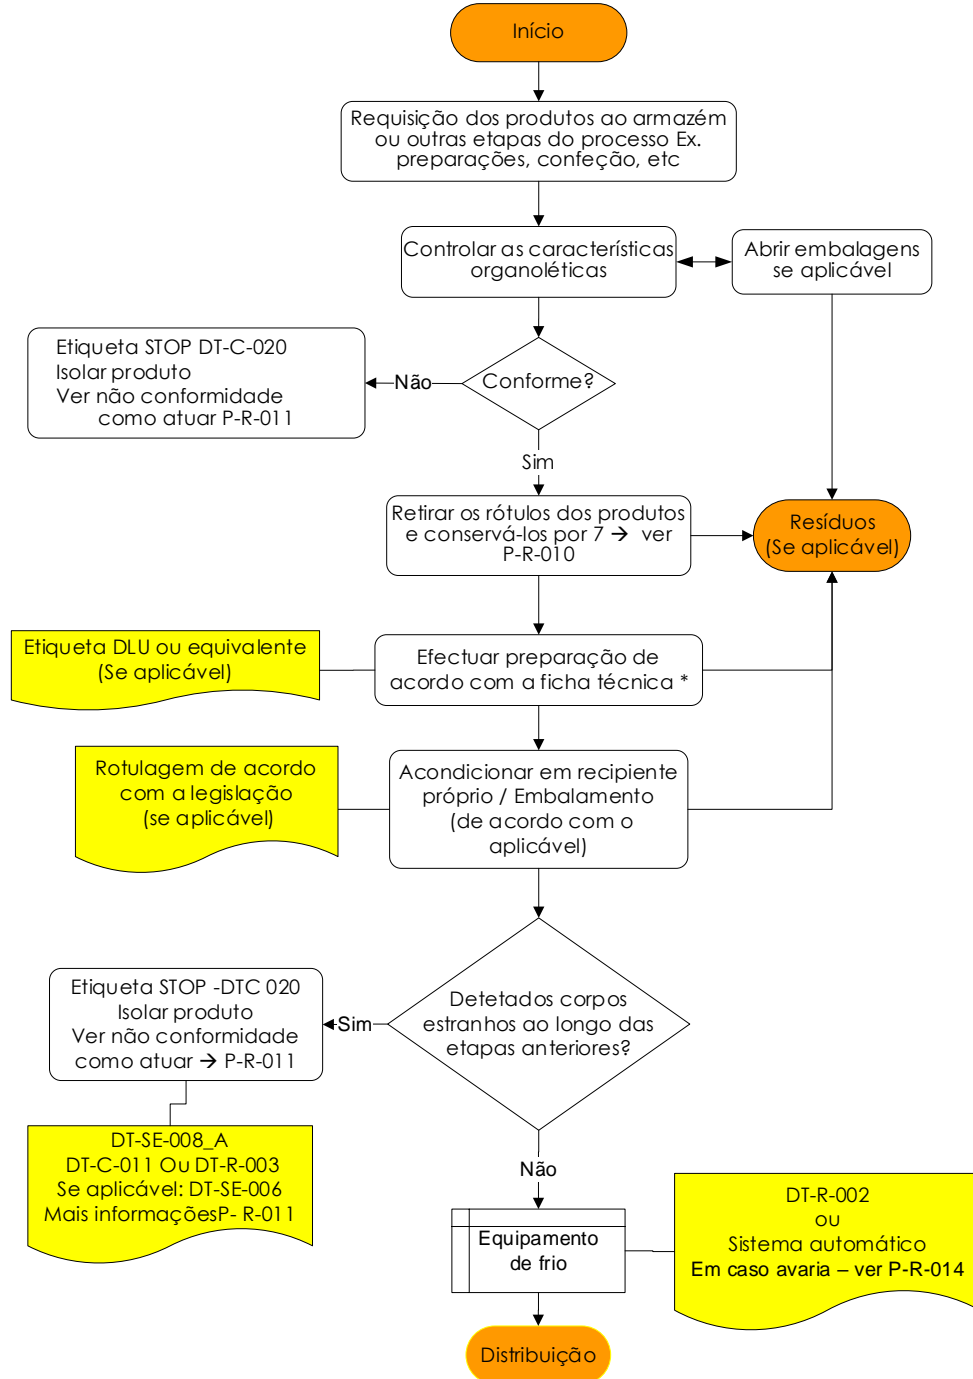 Início
Requisição dos produtos ao armazém
ou outras etapas do processo Ex.
preparações, confeção, etc
Controlar as características
organoléticas
Abrir embalagens
se aplicável
Etiqueta STOP DT-C-020
Isolar produto
Ver não conformidade
como atuar P-R-011
Não
Conforme?
Sim
Retirar os rótulos dos produtos
e conservá-los por 7 → ver
P-R-010
Resíduos
(Se aplicável)
Etiqueta DLU ou equivalente
(Se aplicável)
Efectuar preparação de
acordo com a ficha técnica *
Rotulagem de acordo
com a legislação
(se aplicável)
Acondicionar em recipiente
próprio / Embalamento
(de acordo com o
aplicável)
Etiqueta STOP -DTC 020
Isolar produto
Ver não conformidade
como atuar → P-R-011
Sim
Detetados corpos
estranhos ao longo das
etapas anteriores?
DT-SE-008_A
DT-C-011 Ou DT-R-003
Se aplicável: DT-SE-006
Mais informaçõesP- R-011
Não
Equipamento
de frio
DT-R-002
ou
Sistema automático
Em caso avaria – ver P-R-014
Distribuição